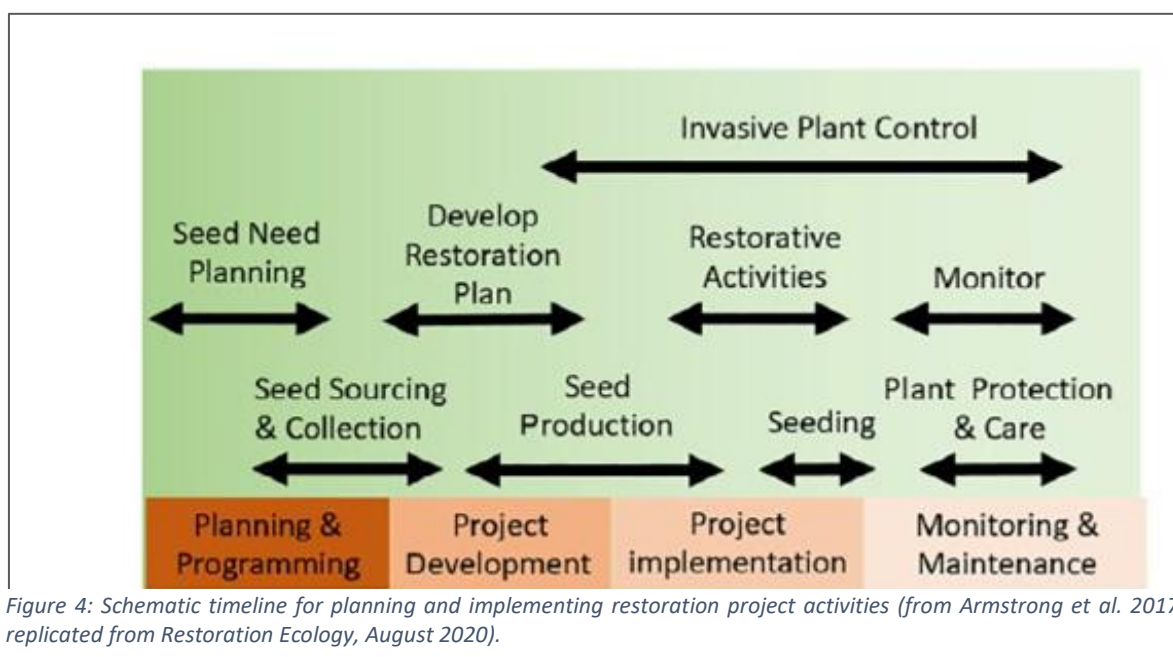 Invasive Plant Control
Seed Need
Planning
Develop
Restoration
Plan
Restorative
Activities
Monitor
Seed Sourcing
& Collection
Seed
Production
Seeding
Plant Protection
& Care
Planning &
Programming
Project
Development
Project
implementation
Monitoring &
Maintenance
Figure 4: Schematic timeline for planning and implementing restoration project activities (from Armstrong et al. 2017
replicated from Restoration Ecology, August 2020).